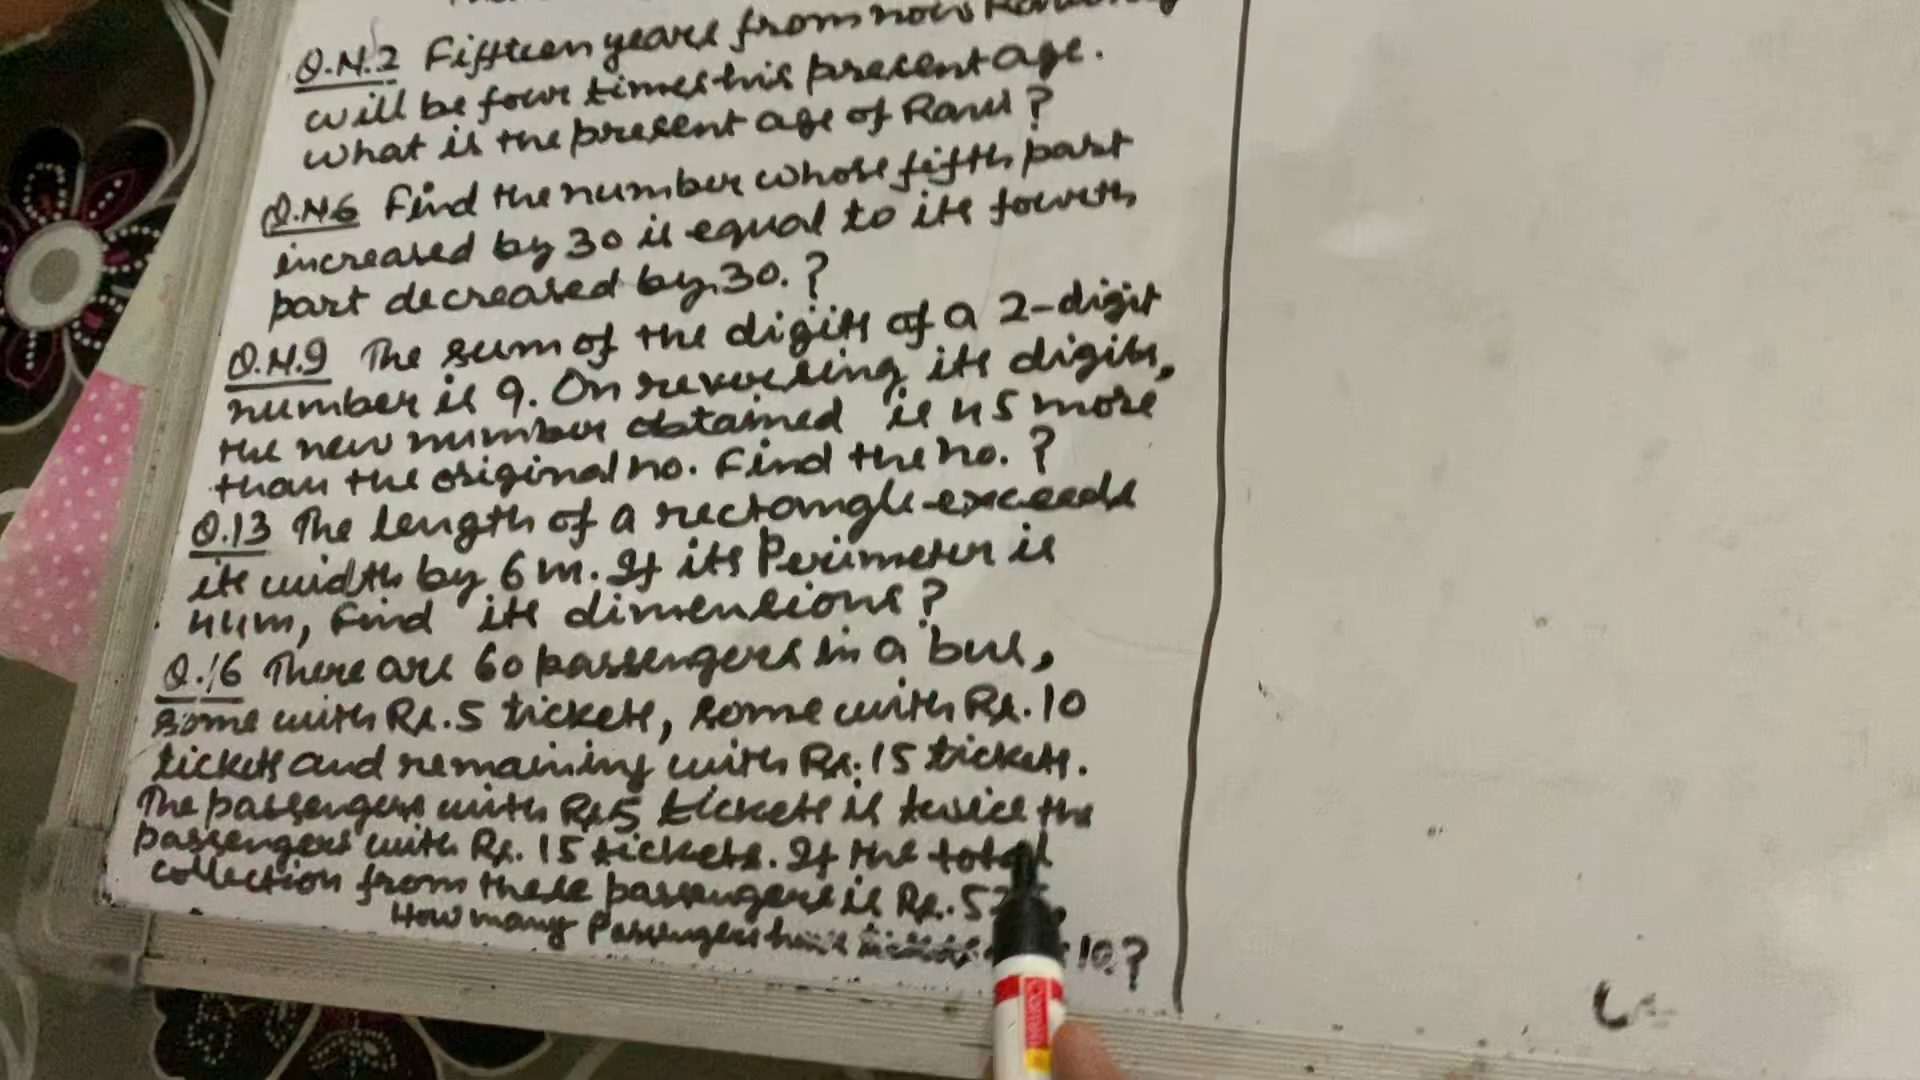 Q.N.2 Fifteen years from now
will be four times his present age.
what is the present age of Ravi?
Q.N.6 Find the number whose fifth part
increased by 30 is equal to its fourth
part decreased by 30.?
Q.N.9 The sum of the digits of a 2-digit
number is 9. On reversing its digits,
the new number obtained is 45 more
than the original no. Find the no.?
Q.13 The length of a rectangle exceeds
its width by 6m. If its Perimeter is
44m, Find its dimensions?
Q.16 There are 60 passengers in a bus,
some with Rs.5 tickets, some with Rs.10
tickets and remaining with Rs.15 tickets.
The passengers with Rs5 tickets is twice the
passengers with Rs. 15 tickets. If the total
collection from these passengers is Rs.
How many Passengers have 10.?